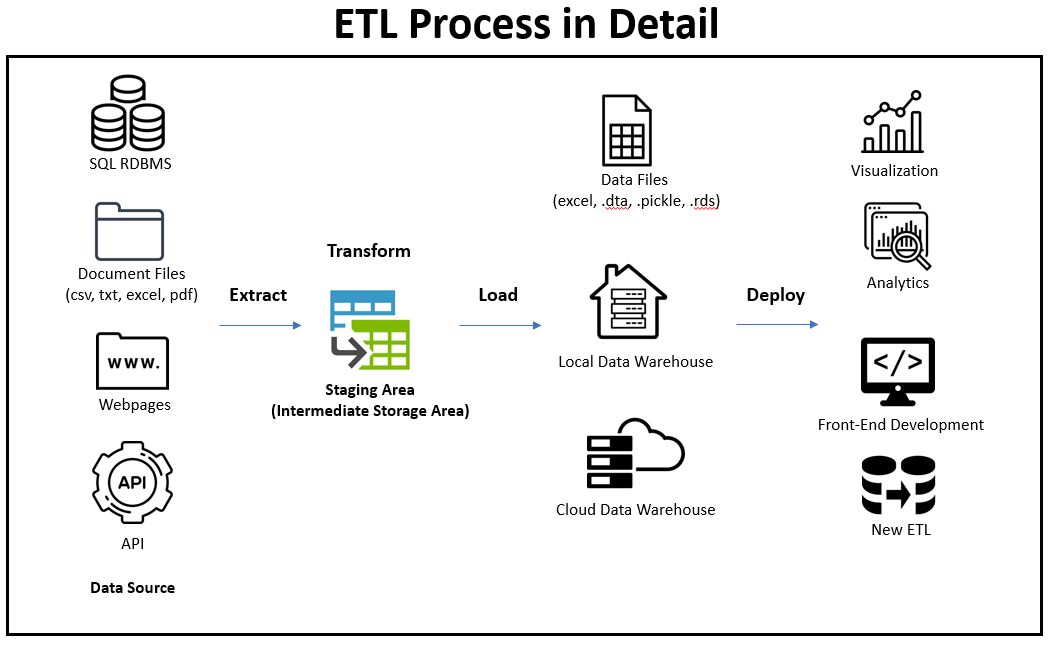 ETL Process in Detail
SQL RDBMS
Document Files
(csv, txt, excel, pdf)
www.
Webpages
API
API
Data Source
Extract
Transform
Staging Area
(Intermediate Storage Area)
Load
Data Files
(excel, .dta, .pickle, .rds)
Local Data Warehouse
Cloud Data Warehouse
Deploy
Visualization
Analytics
</>
Front-End Development
New ETL